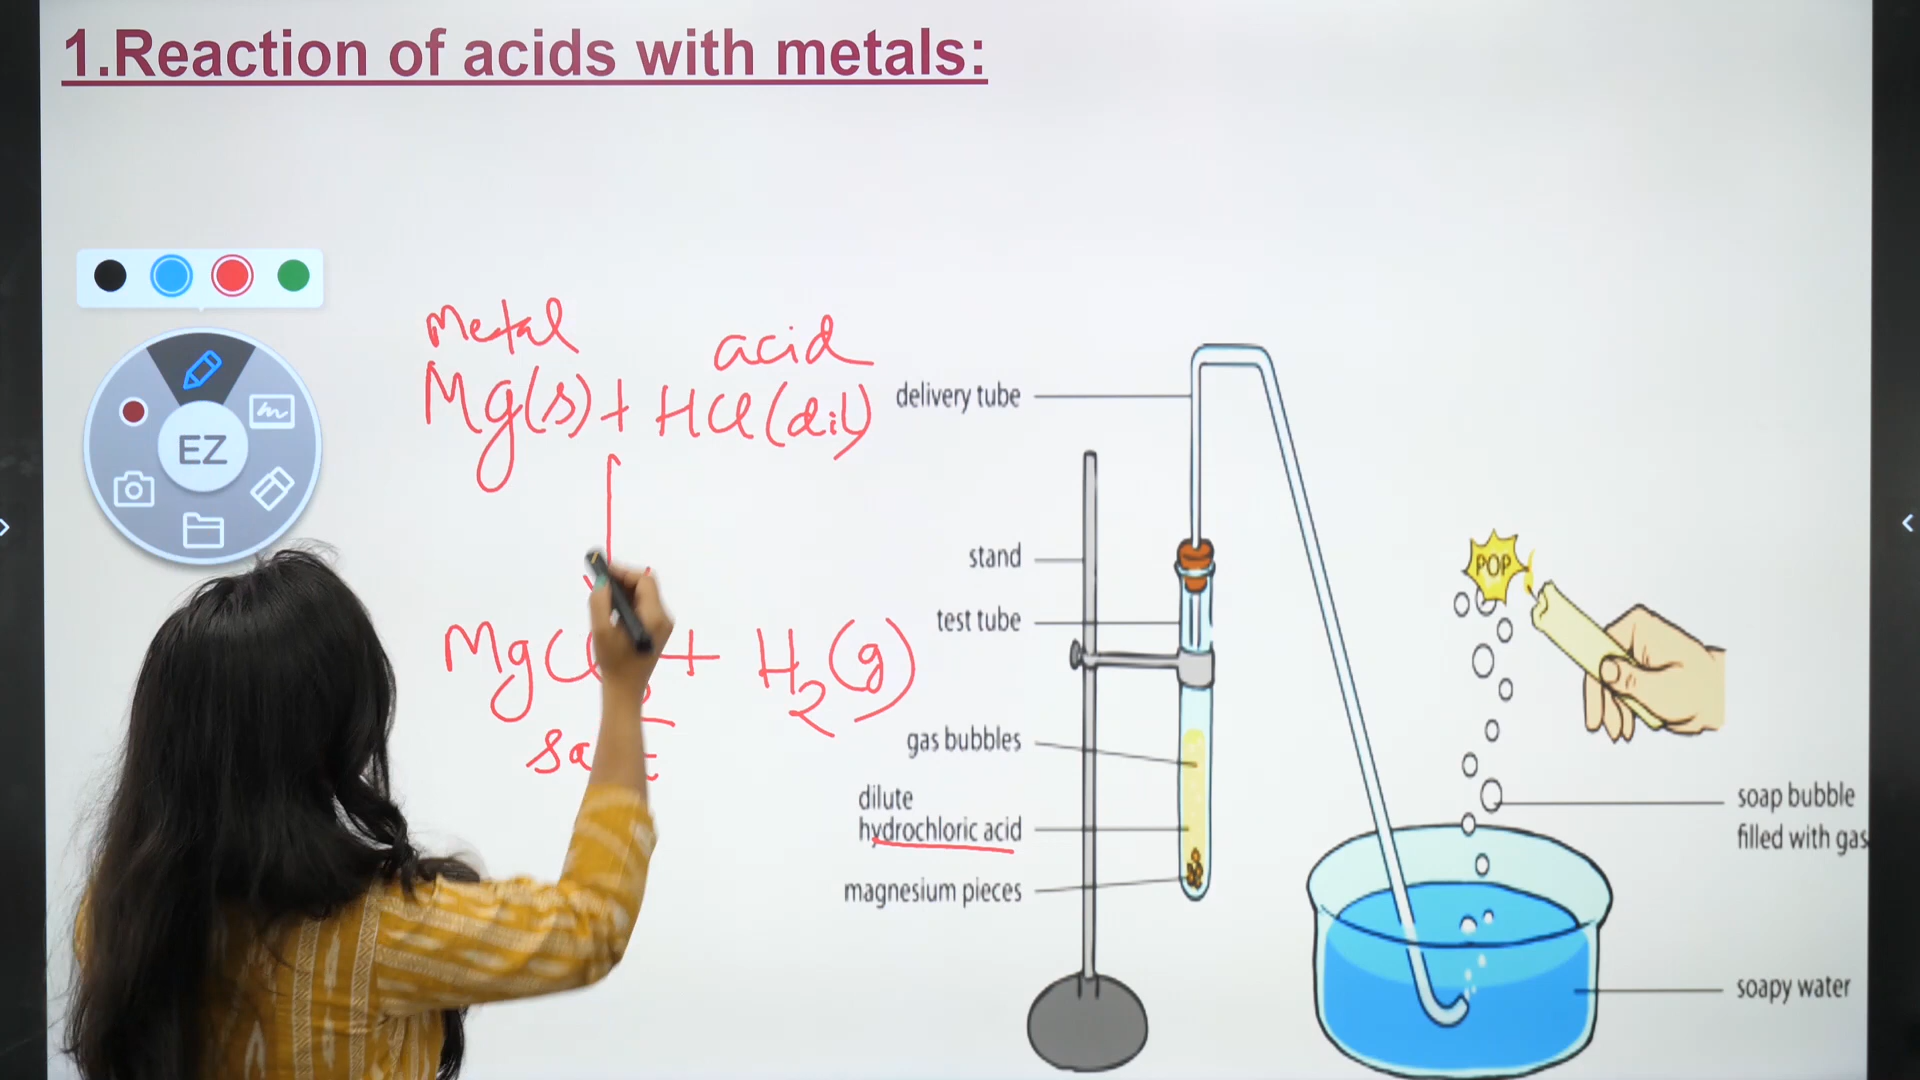 1.Reaction of acids with metals:
EZ
Metal
acid
Mg(s) + HCl(dil)
Mg + H2(g)
delivery tube
stand
test tube
gas bubbles
dilute
hydrochloric acid
magnesium pieces
POP
soap bubble
filled with gas
soapy water